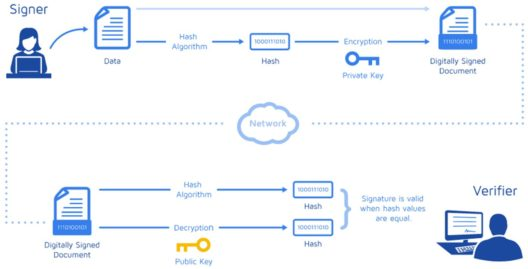 Signer
Data
Hash
Algorithm
1000111010
Hash
Encryption
Private Key
1110100101
Digitally Signed
Document
Network
1110100101
Digitally Signed
Document
Hash
Algorithm
1000111010
Hash
Decryption
Public Key
1000111010
Hash
Signature is valid
when hash values
are equal.
Verifier